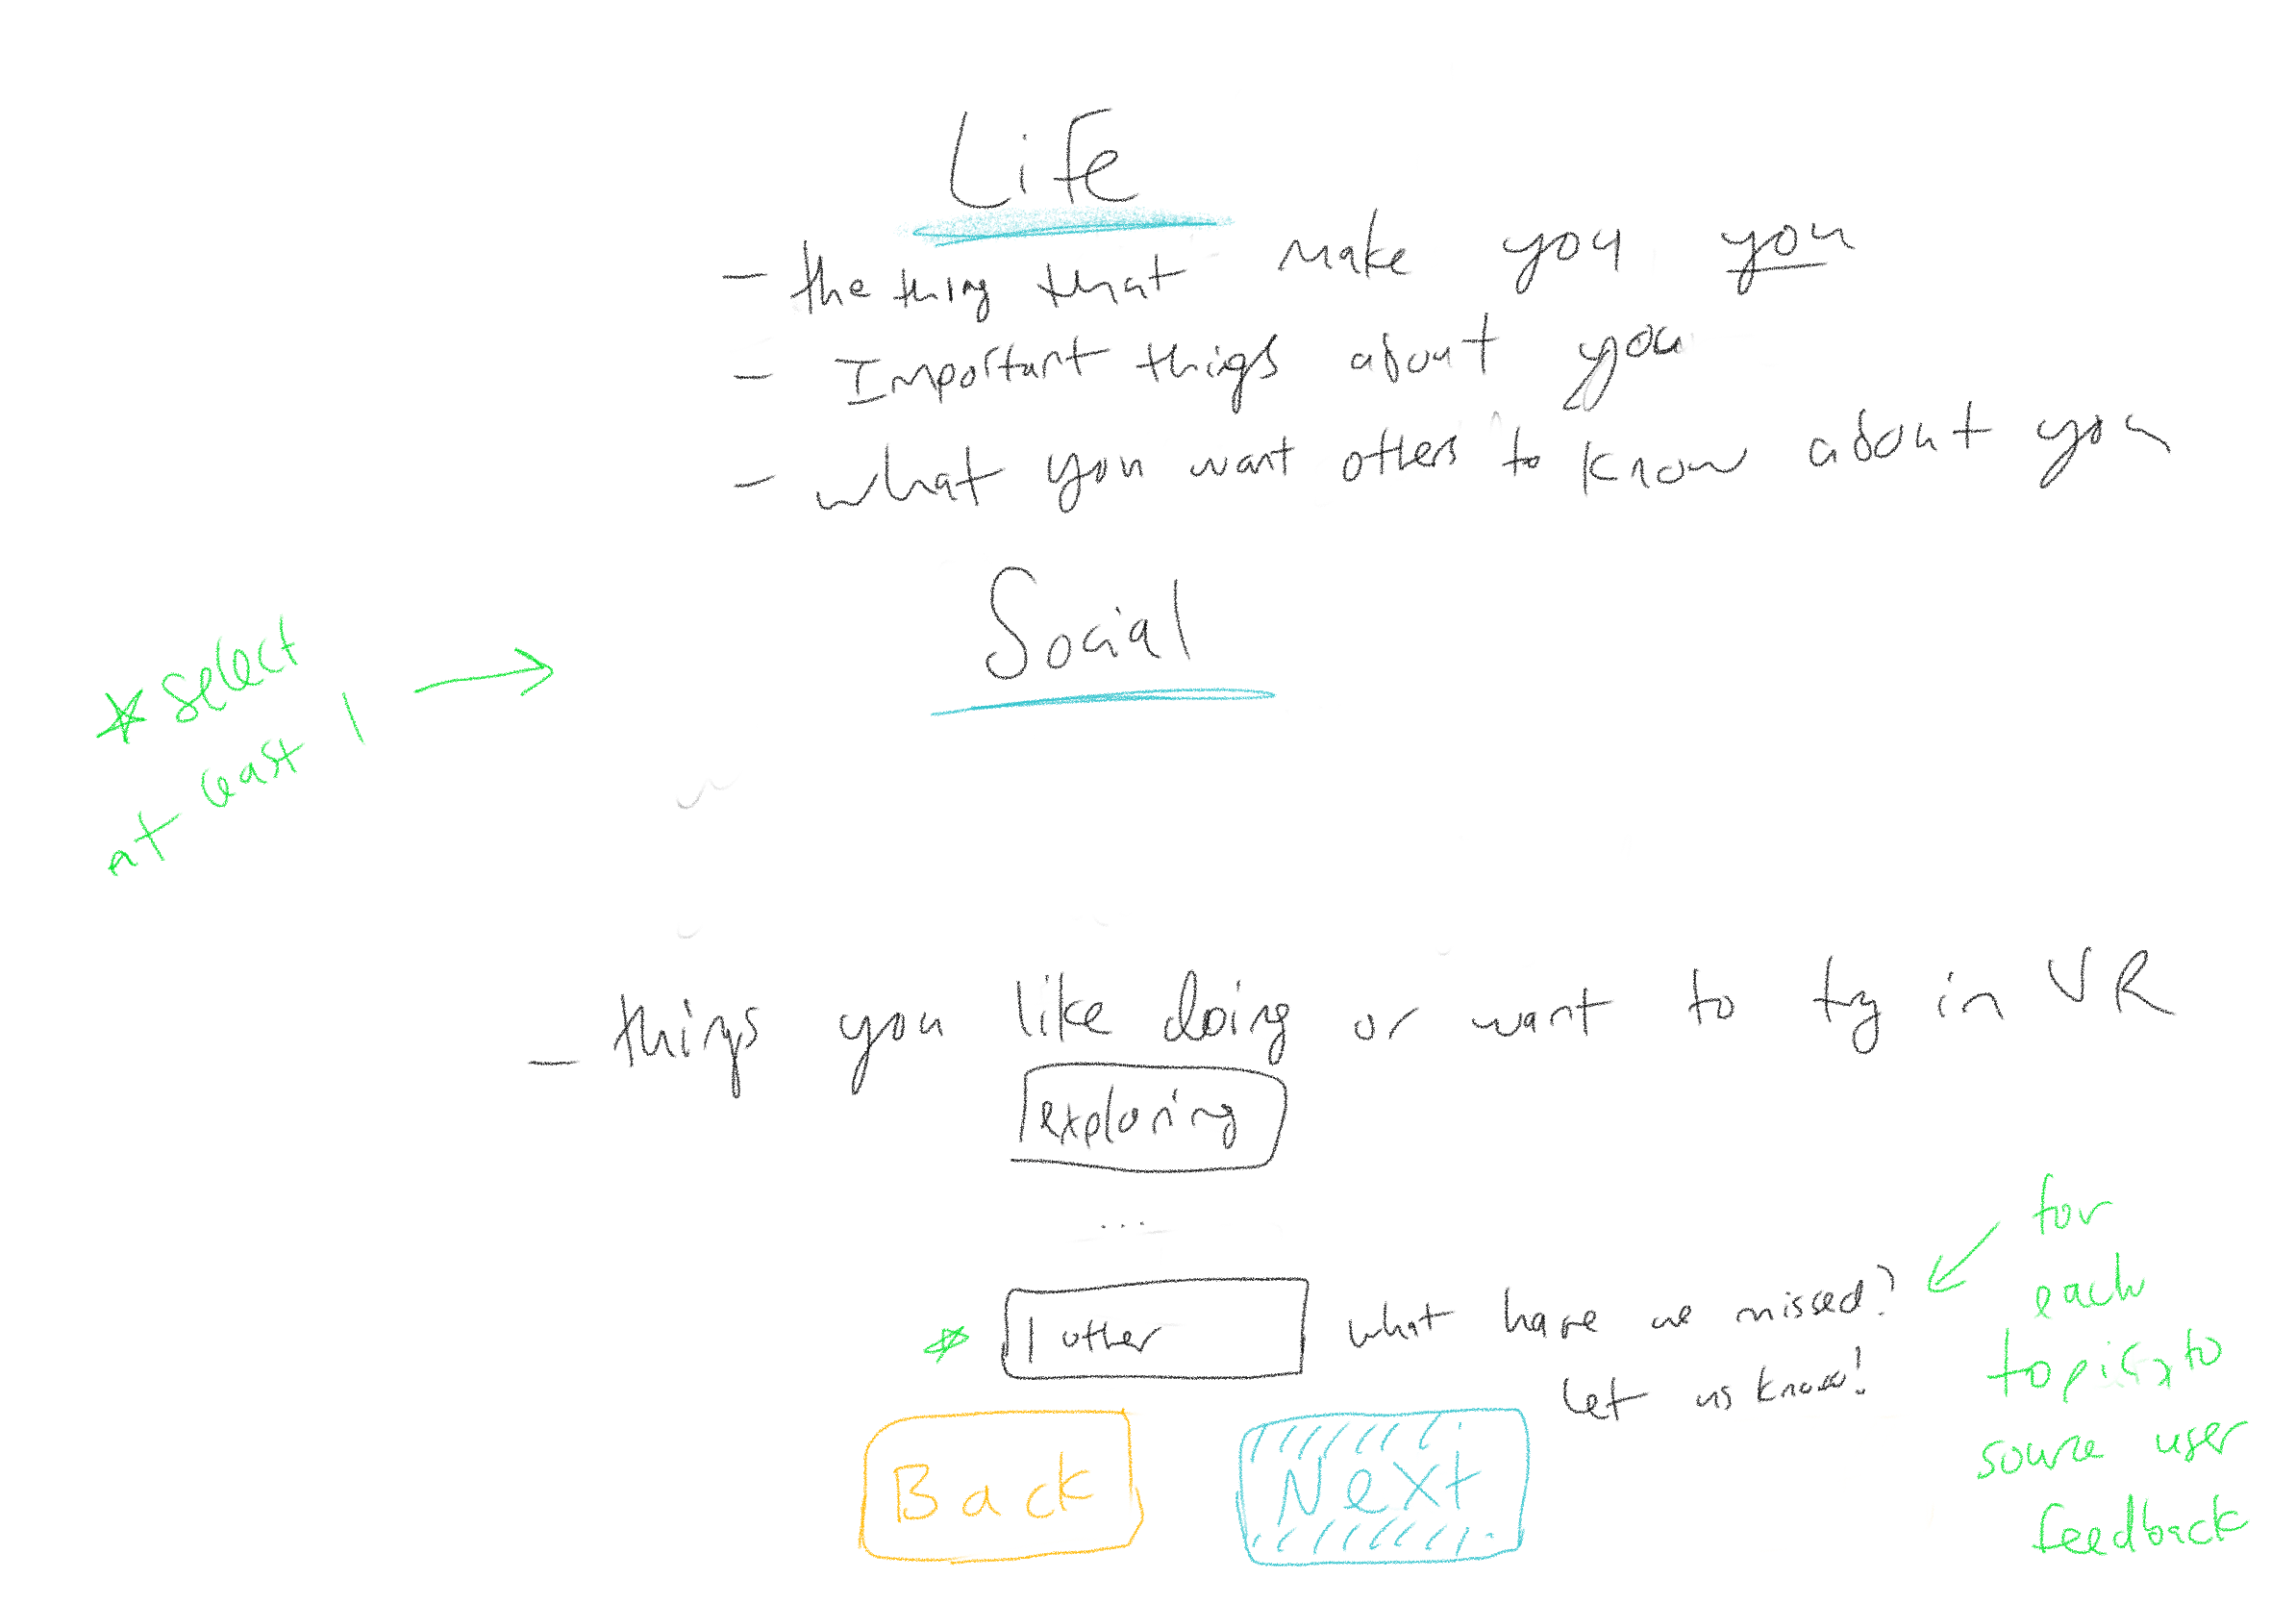 Life
- the thing that make you you
- Important things about you
- what you want others to know about you
Social
* select
at least 1
- things you like doing or want to try in VR
exploring
...
* | other
what have we missed?
let us know!
for
each
topic, to
source user
feedback
Back
Next